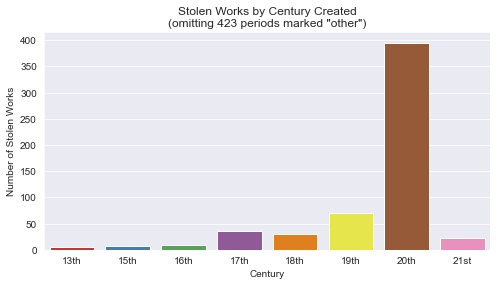 Stolen Works by Century Created
(omitting 423 periods marked "other")
Number of Stolen Works
400
350
300
250
200
150
100
50
0
13th 15th 16th 17th 18th 19th 20th 21st
Century